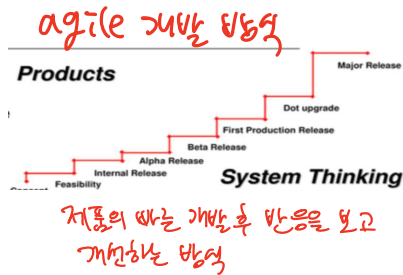 agile 개발 방식
Products
Major Release
Dot upgrade
First Production Release
Beta Release
Alpha Release
Internal Release
Feasibility
System Thinking
제품의 빠른 개발 후 반응을 보고
개선하는 방식